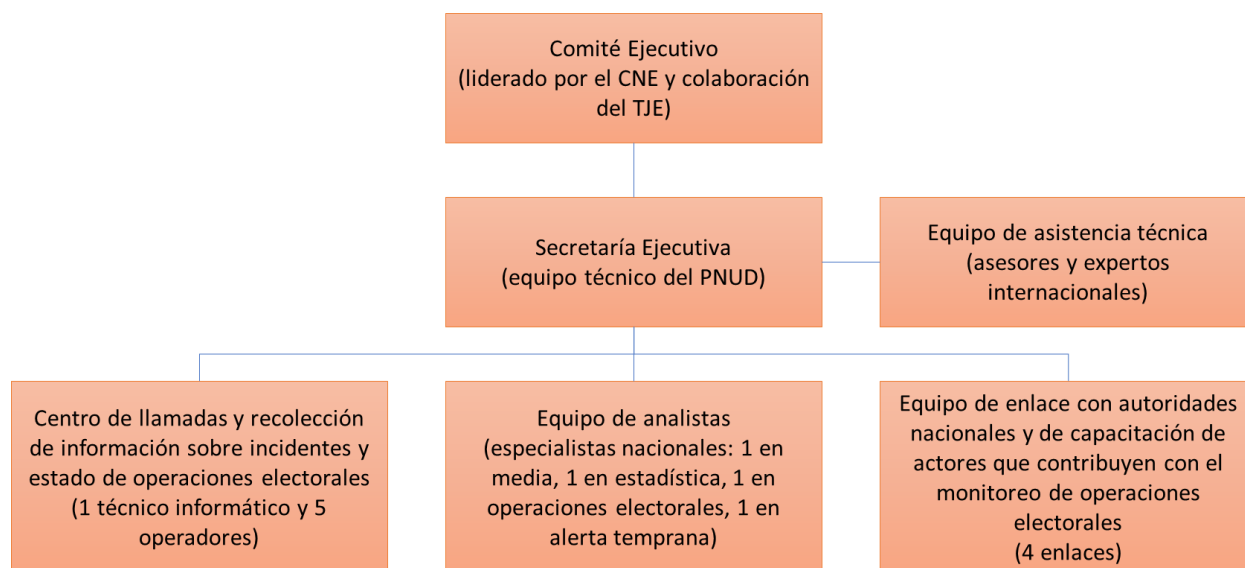 Comité Ejecutivo
(liderado por el CNE y colaboración
del TJE)
Secretaría Ejecutiva
(equipo técnico del PNUD)
Equipo de asistencia técnica
(asesores y expertos
internacionales)
Centro de llamadas y recolección
de información sobre incidentes y
estado de operaciones electorales
(1 técnico informático y 5
operadores)
Equipo de analistas
(especialistas nacionales: 1 en
media, 1 en estadística, 1 en
operaciones electorales, 1 en
alerta temprana)
Equipo de enlace con autoridades
nacionales y de capacitación de
actores que contribuyen con el
monitoreo de operaciones
electorales
(4 enlaces)